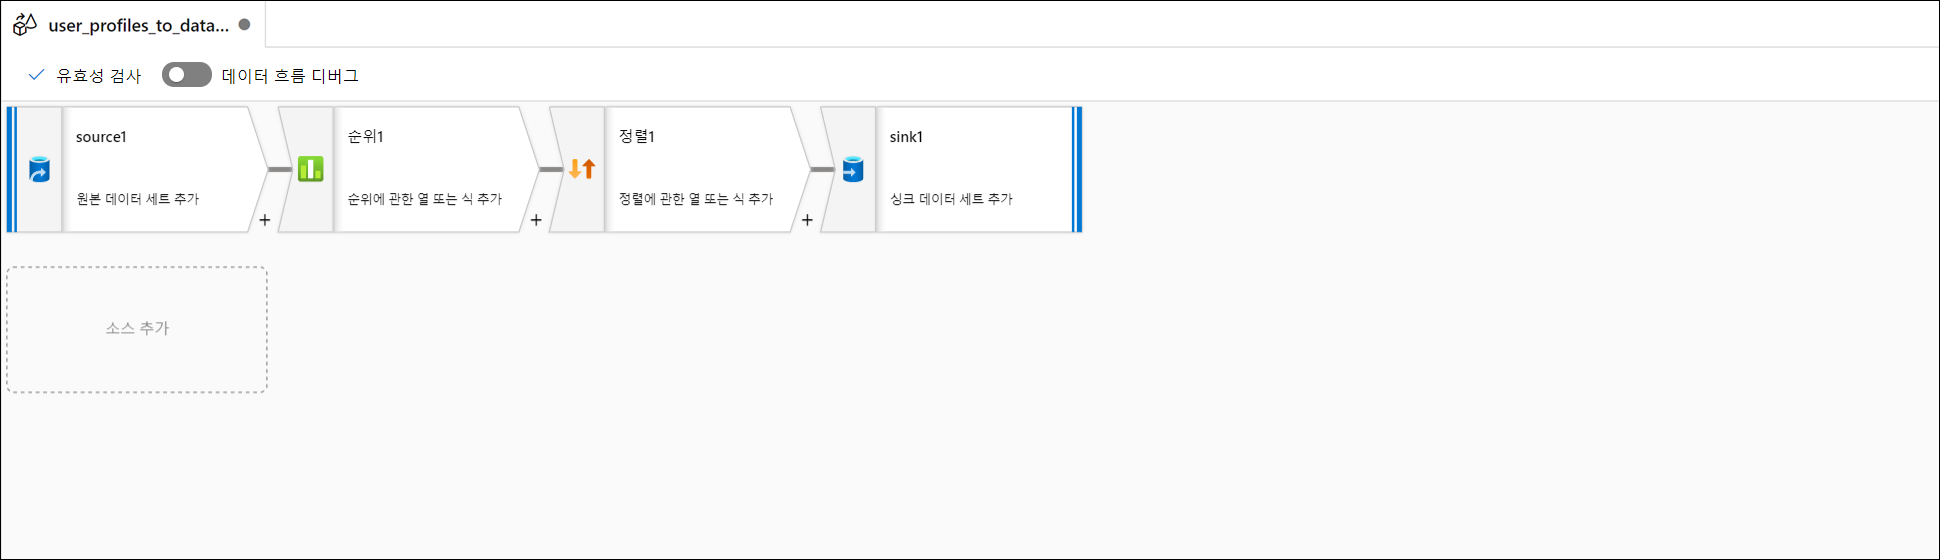 user_profiles_to_data...
유효성 검사 데이터 흐름 디버그
source1
원본 데이터 세트 추가
+
순위1
순위에 관한 열 또는 식 추가
+
정렬1
정렬에 관한 열 또는 식 추가
+
sink1
싱크 데이터 세트 추가
소스 추가